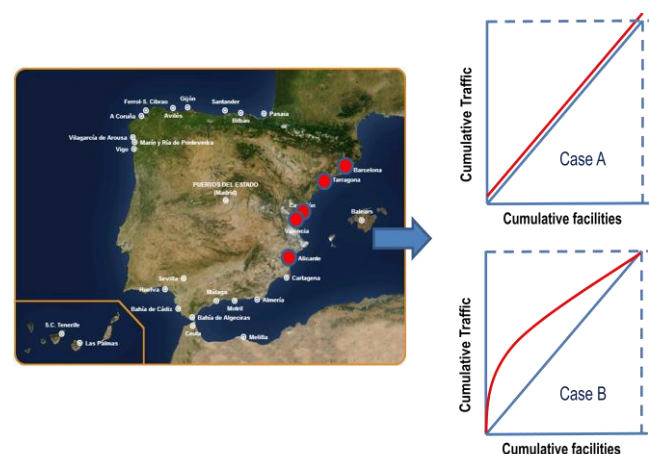 Gijón
Ferrol-S. Cibrao
Avilés
Santander
A Coruña
Bilbao
Pasaia
Vilagarcía de Arousa
Marín y Ría de Pontevedra
Vigo
Barcelona
Tarragona
PUERTOS DEL ESTADO
(Madrid)
Balears
Valencia
Alicante
Sevilla
Cartagena
Huelva
Málaga
Almería
Motril
Bahía de Cádiz
Bahía de Algeciras
Ceuta
Melilla
S.C. Tenerife
Las Palmas
Cumulative Traffic
Case A
Cumulative facilities
Cumulative Traffic
Case B
Cumulative facilities